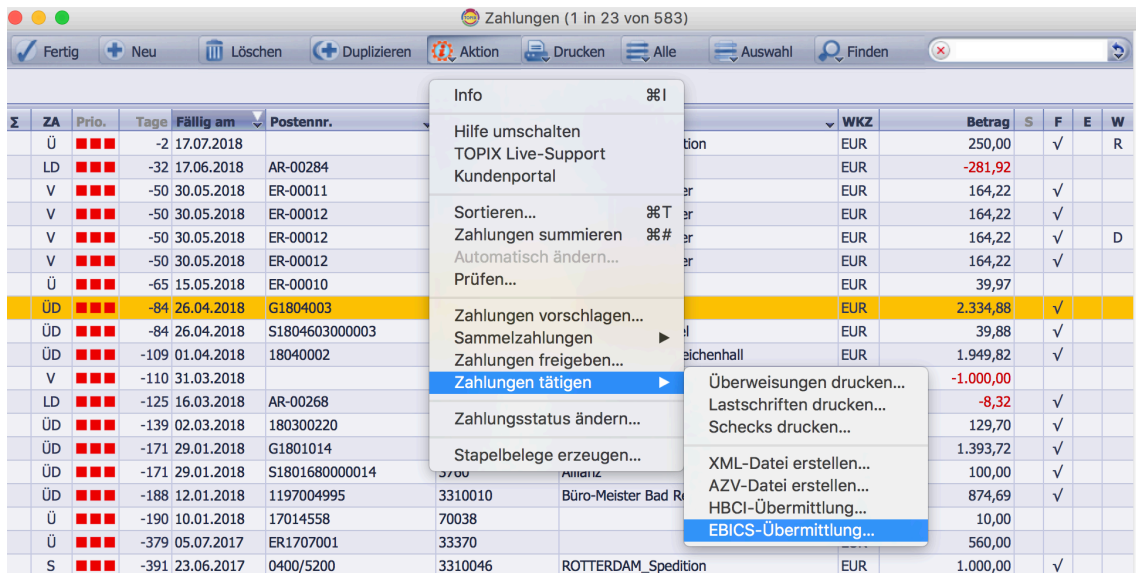 Zahlungen (1 in 23 von 583)
Fertig Neu Löschen Duplizieren Aktion Drucken Alle Auswahl Finden
Info ⌘I
Hilfe umschalten
TOPIX Live-Support
Kundenportal
Sortieren... ⌘T
Zahlungen summieren ⌘#
Automatisch ändern...
Prüfen...
Zahlungen vorschlagen...
Sammelzahlungen
Zahlungen freigeben...
Zahlungen tätigen
Zahlungsstatus ändern...
Stapelbelege erzeugen...
Überweisungen drucken...
Lastschriften drucken...
Schecks drucken...
XML-Datei erstellen...
AZV-Datei erstellen...
HBCI-Übermittlung...
EBICS-Übermittlung...
Σ ZA Prio. Tage Fällig am Postennr. WKZ Betrag S F E W
Ü -2 17.07.2018 tion EUR 250,00 √ R
LD -32 17.06.2018 AR-00284 EUR -281,92
V -50 30.05.2018 ER-00011 er EUR 164,22 √
V -50 30.05.2018 ER-00012 er EUR 164,22 √
V -50 30.05.2018 ER-00012 er EUR 164,22 √ D
V -50 30.05.2018 ER-00012 er EUR 164,22 √
Ü -65 15.05.2018 ER-00010 EUR 39,97
ÜD -84 26.04.2018 G1804003 EUR 2.334,88 √
ÜD -84 26.04.2018 S1804603000003 el EUR 39,88 √
ÜD -109 01.04.2018 18040002 eichenhall EUR 1.949,82 √
V -110 31.03.2018 -1.000,00
LD -125 16.03.2018 AR-00268 -8,32 √
ÜD -139 02.03.2018 180300220 129,70 √
ÜD -171 29.01.2018 G1801014 1.393,72 √
ÜD -171 29.01.2018 S1801680000014 3760 Allianz 100,00 √
ÜD -188 12.01.2018 1197004995 3310010 Büro-Meister Bad Re 874,69 √
Ü -190 10.01.2018 17014558 70038 10,00
Ü -379 05.07.2017 ER1707001 33370 560,00
S -391 23.06.2017 0400/5200 3310046 ROTTERDAM_Spedition EUR 1.000,00 √